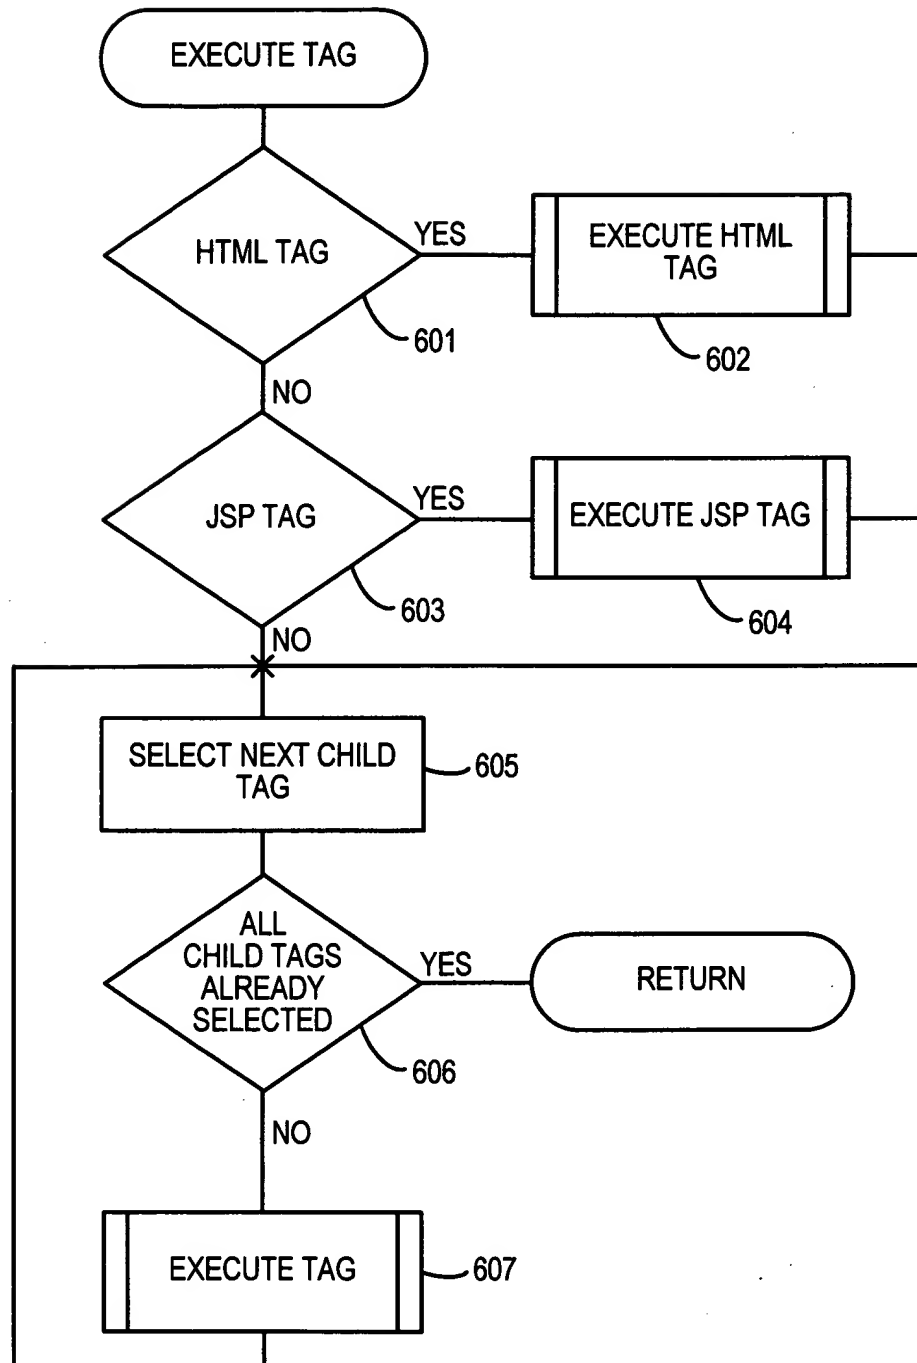 EXECUTE TAG
HTML TAG
YES
EXECUTE HTML
TAG
601
602
NO
JSP TAG
YES
EXECUTE JSP TAG
603
604
NO
SELECT NEXT CHILD
TAG
605
ALL
CHILD TAGS
ALREADY
SELECTED
YES
RETURN
606
NO
EXECUTE TAG
607